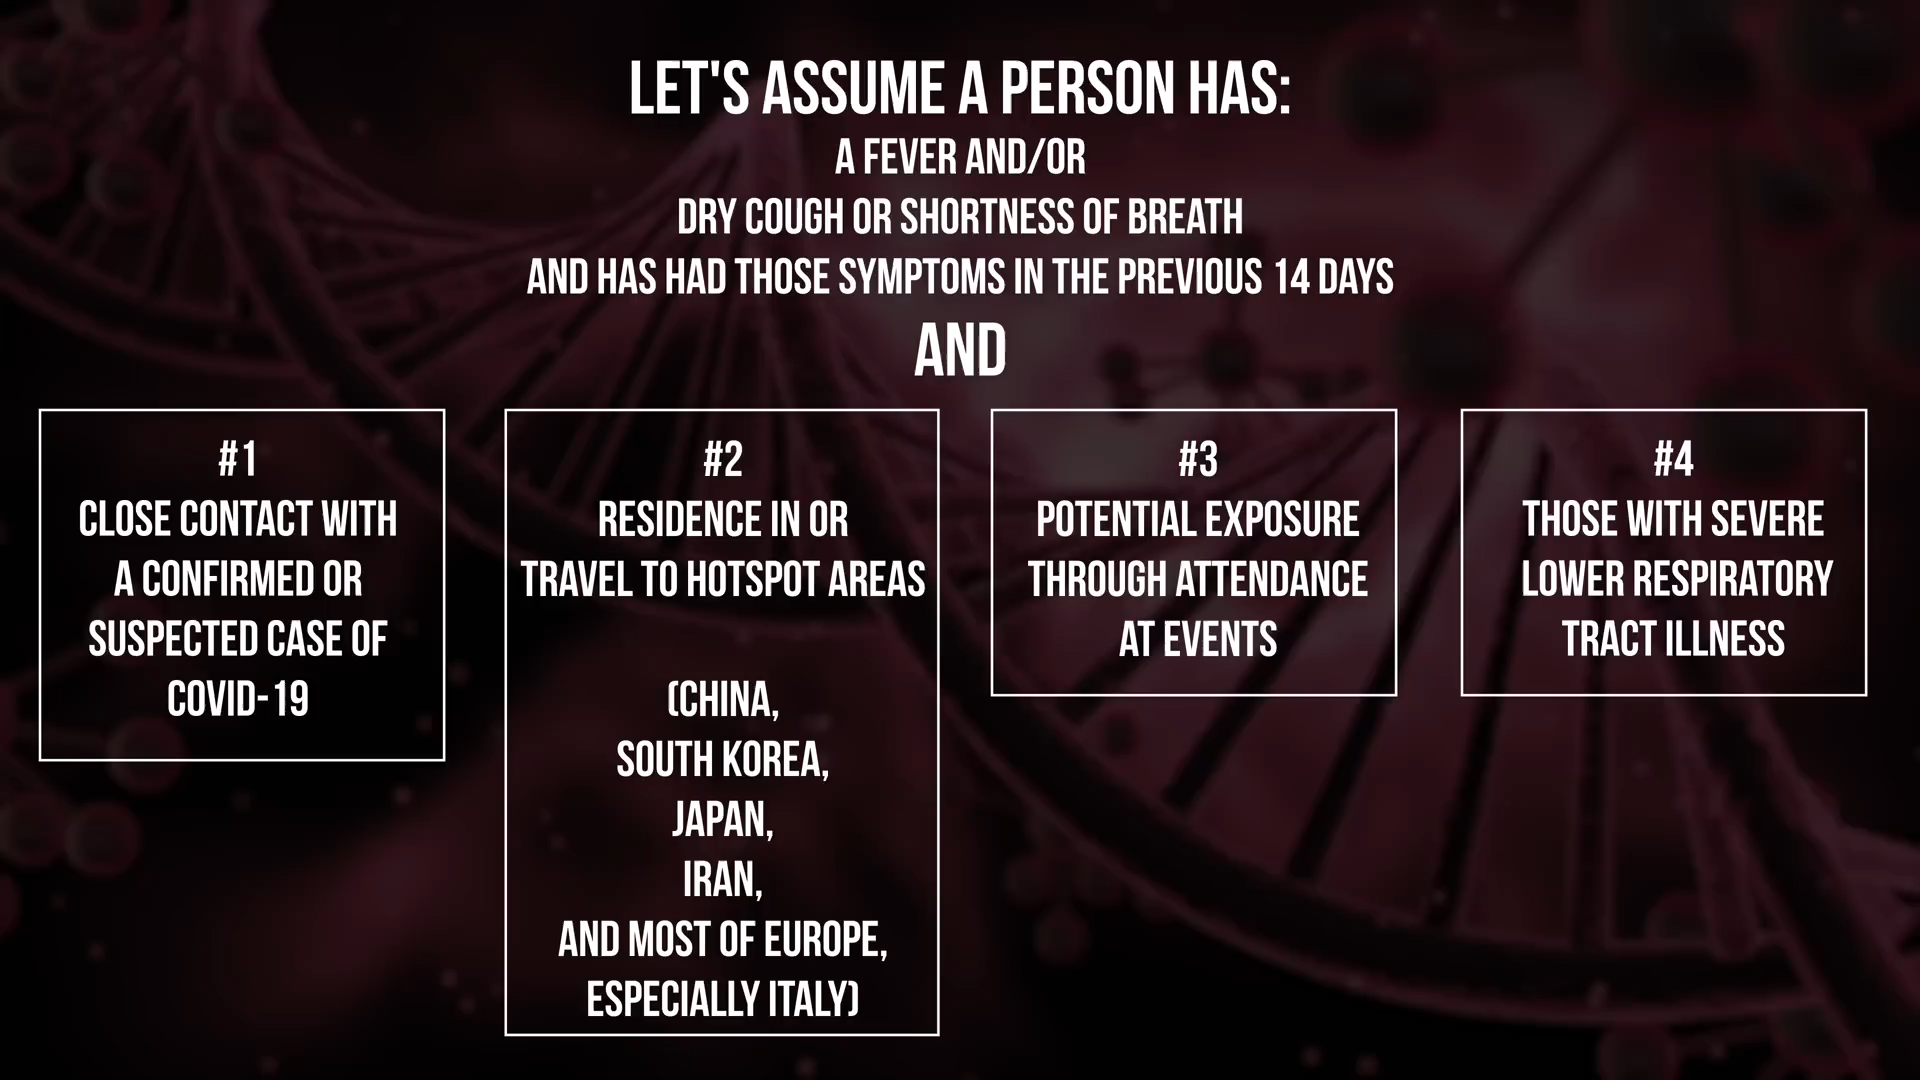 LET'S ASSUME A PERSON HAS:
A FEVER AND/OR
DRY COUGH OR SHORTNESS OF BREATH
AND HAS HAD THOSE SYMPTOMS IN THE PREVIOUS 14 DAYS
AND
#1
CLOSE CONTACT WITH
A CONFIRMED OR
SUSPECTED CASE OF
COVID-19
#2
RESIDENCE IN OR
TRAVEL TO HOTSPOT AREAS
(CHINA,
SOUTH KOREA,
JAPAN,
IRAN,
AND MOST OF EUROPE,
ESPECIALLY ITALY)
#3
POTENTIAL EXPOSURE
THROUGH ATTENDANCE
AT EVENTS
#4
THOSE WITH SEVERE
LOWER RESPIRATORY
TRACT ILLNESS